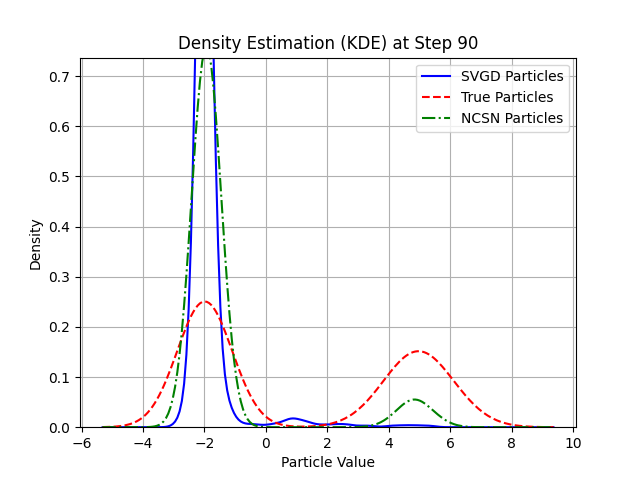 Density Estimation (KDE) at Step 90
SVGD Particles
True Particles
NCSN Particles
Density
0.7
0.6
0.5
0.4
0.3
0.2
0.1
0.0
−6 −4 −2 0 2 4 6 8 10
Particle Value